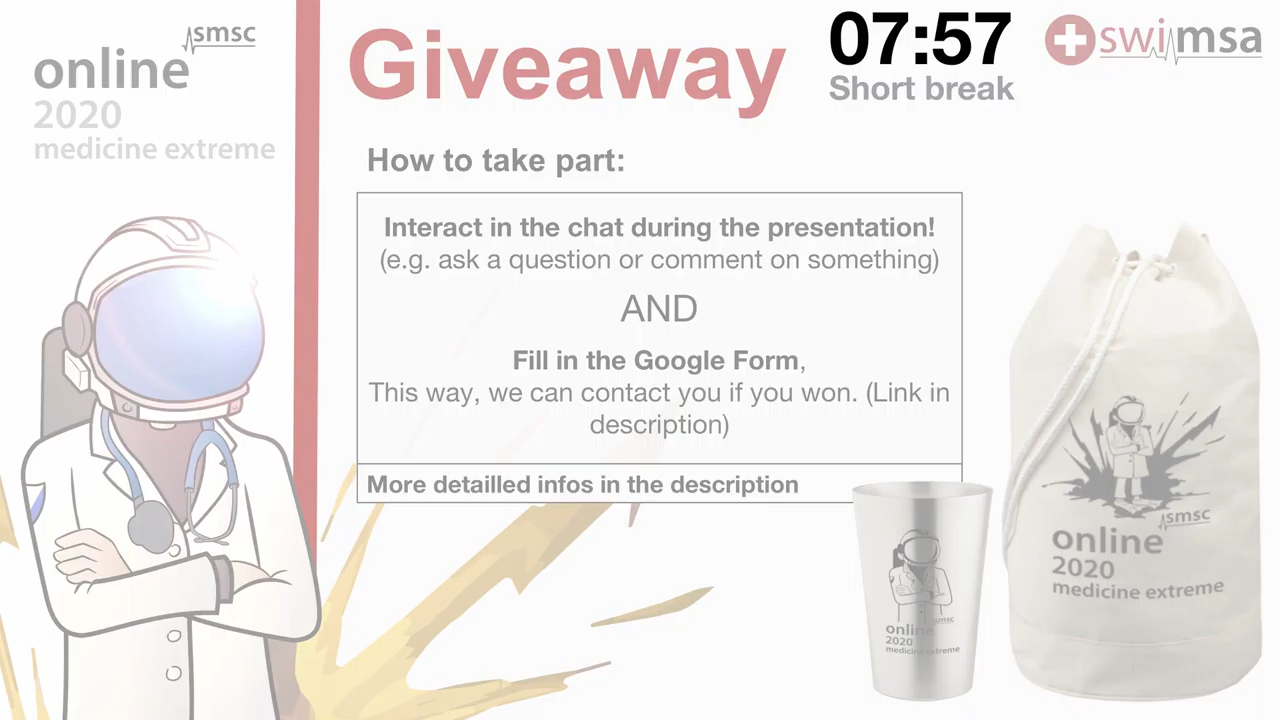 smsc
online
2020
medicine extreme
Giveaway
07:57
Short break
swimsa
How to take part:
Interact in the chat during the presentation!
(e.g. ask a question or comment on something)
AND
Fill in the Google Form,
This way, we can contact you if you won. (Link in
description)
More detailled infos in the description
smsc
online
2020
medicine extreme
smsc
online
2020
medicine extreme